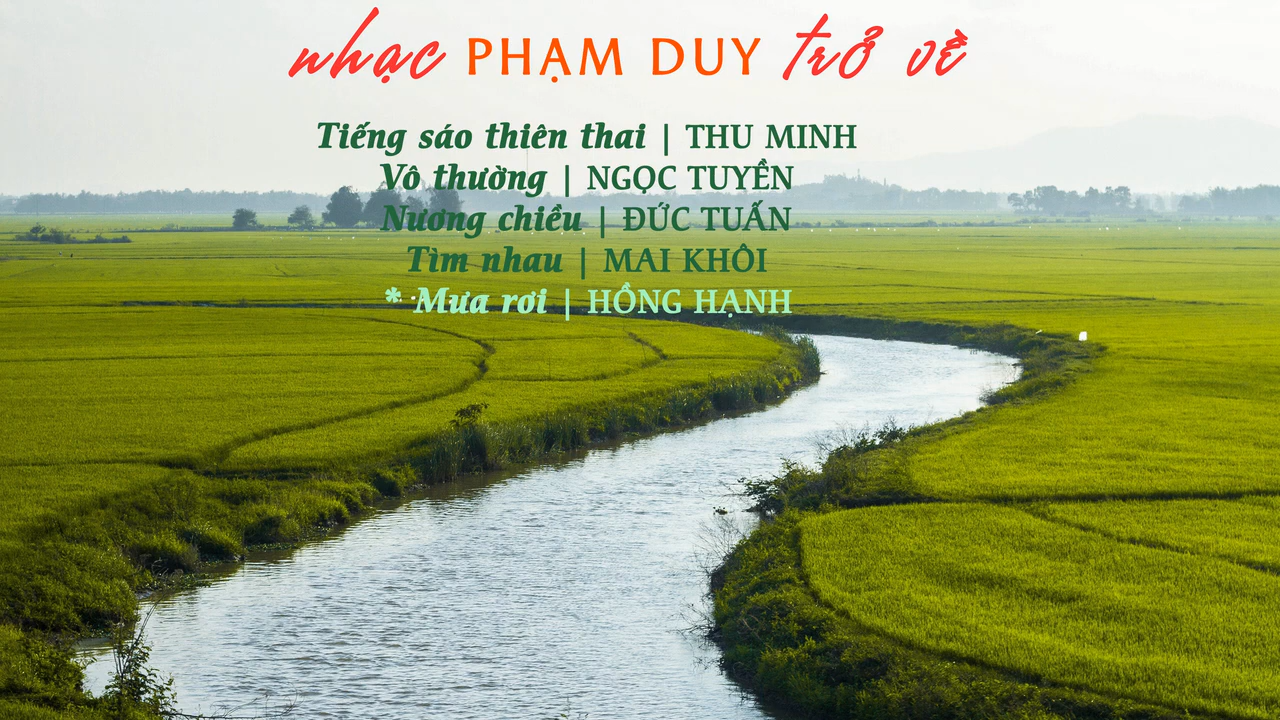 nhạc PHẠM DUY trở về
Tiếng sáo thiên thai | THU MINH
Vô thường | NGỌC TUYỀN
Nương chiều | ĐỨC TUẤN
Tìm nhau | MAI KHÔI
* Mưa rơi | HỒNG HẠNH